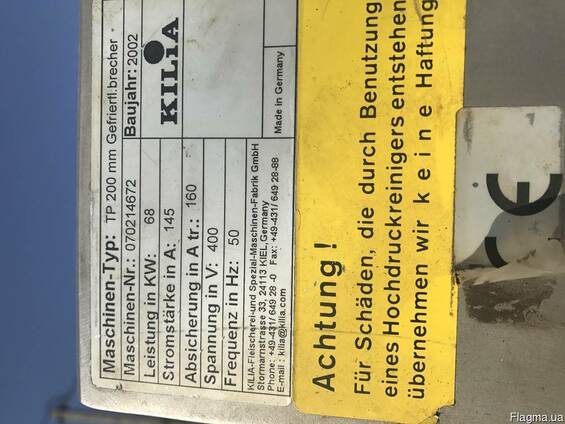 Maschinen-Typ: TP 200 mm Gefrierfl.brecher
Maschinen-Nr.: 070214672
Baujahr: 2002
Leistung in KW: 68
Stromstärke in A: 145
Absicherung in A tr.: 160
Spannung in V: 400
Frequenz in Hz: 50
KILIA
Made in Germany
KILIA-Fleischerei-und Spezial-Maschinen-Fabrik GmbH
Stormarnstrasse 33, 24113 KIEL, Germany
Phone: +49-431/ 649 28 -0 Fax: +49-431/ 649 28-88
E-mail : kilia@kilia.com
Achtung !
Für Schäden, die durch Benutzung
eines Hochdruckreinigers entstehen
übernehmen wir k e i n e Haftung
CE
Flagma.ua